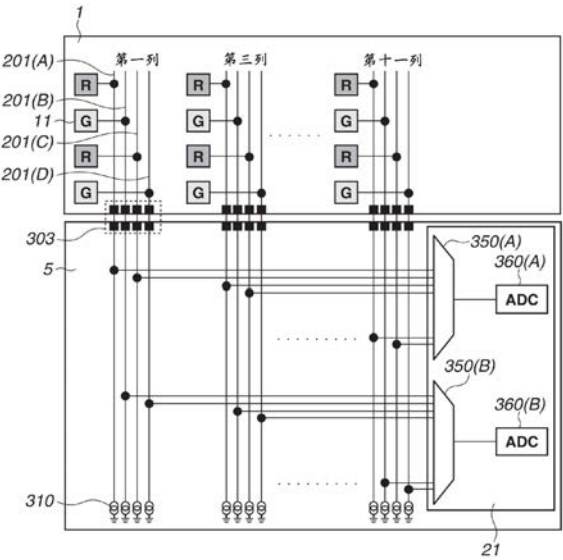 1
201(A)
第一列 第三列 第十一列
R R R
201(B)
11
G G G
201(C)
R R R
201(D)
G G G
303
5
350(A)
360(A)
ADC
350(B)
360(B)
ADC
310
21